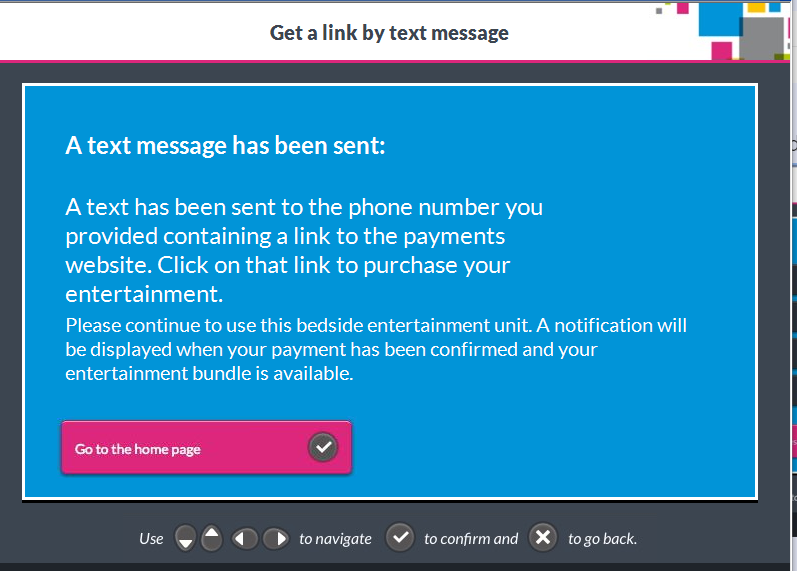 Get a link by text message
A text message has been sent:
A text has been sent to the phone number you
provided containing a link to the payments
website. Click on that link to purchase your
entertainment.
Please continue to use this bedside entertainment unit. A notification will
be displayed when your payment has been confirmed and your
entertainment bundle is available.
Go to the home page
Use to navigate to confirm and to go back.